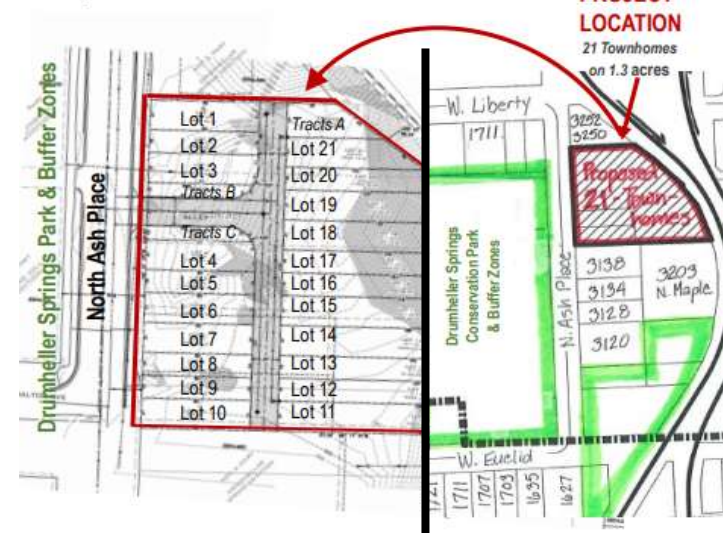 PROJECT
LOCATION
21 Townhomes
on 1.3 acres
Drumheller Springs Park & Buffer Zones
North Ash Place
Lot 1
Lot 2
Lot 3
Tracts B
Tracts C
Lot 4
Lot 5
Lot 6
Lot 7
Lot 8
Lot 9
Lot 10
Tracts A
Lot 21
Lot 20
Lot 19
Lot 18
Lot 17
Lot 16
Lot 15
Lot 14
Lot 13
Lot 12
Lot 11
W. Liberty
1711
3252
3250
Proposed
21 Town-
homes
Drumheller Springs
Conservation Park
& Buffer Zones
N. Ash Place
3138
3134
3128
3120
3203
N. Maple
W. Euclid
1711
1707
1703
1635
1627